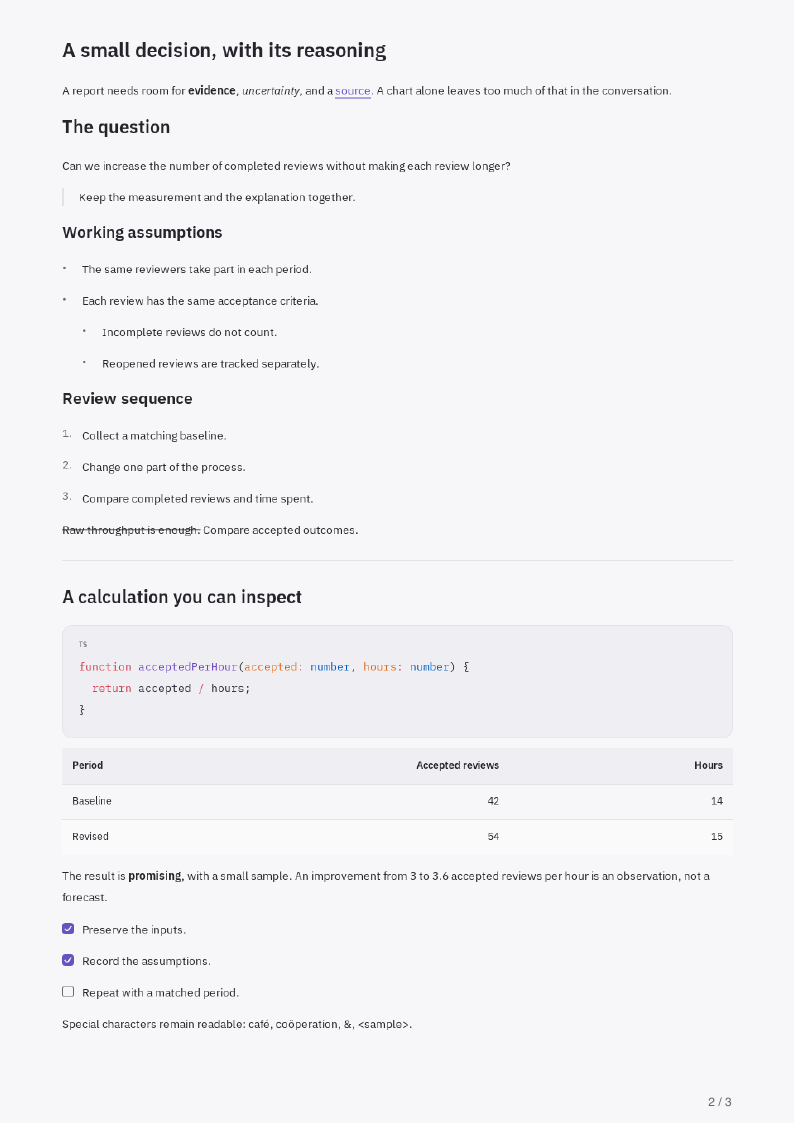 A small decision, with its reasoning
A report needs room for evidence, uncertainty, and a source. A chart alone leaves too much of that in the conversation.
The question
Can we increase the number of completed reviews without making each review longer?
Keep the measurement and the explanation together.
Working assumptions
• The same reviewers take part in each period.
• Each review has the same acceptance criteria.
• Incomplete reviews do not count.
• Reopened reviews are tracked separately.
Review sequence
1. Collect a matching baseline.
2. Change one part of the process.
3. Compare completed reviews and time spent.
Raw throughput is enough. Compare accepted outcomes.
A calculation you can inspect
TS
function acceptedPerHour(accepted: number, hours: number) {
  return accepted / hours;
}
Period Accepted reviews Hours
Baseline 42 14
Revised 54 15
The result is promising, with a small sample. An improvement from 3 to 3.6 accepted reviews per hour is an observation, not a
forecast.
Preserve the inputs.
Record the assumptions.
Repeat with a matched period.
Special characters remain readable: café, coöperation, &, <sample>.
2 / 3